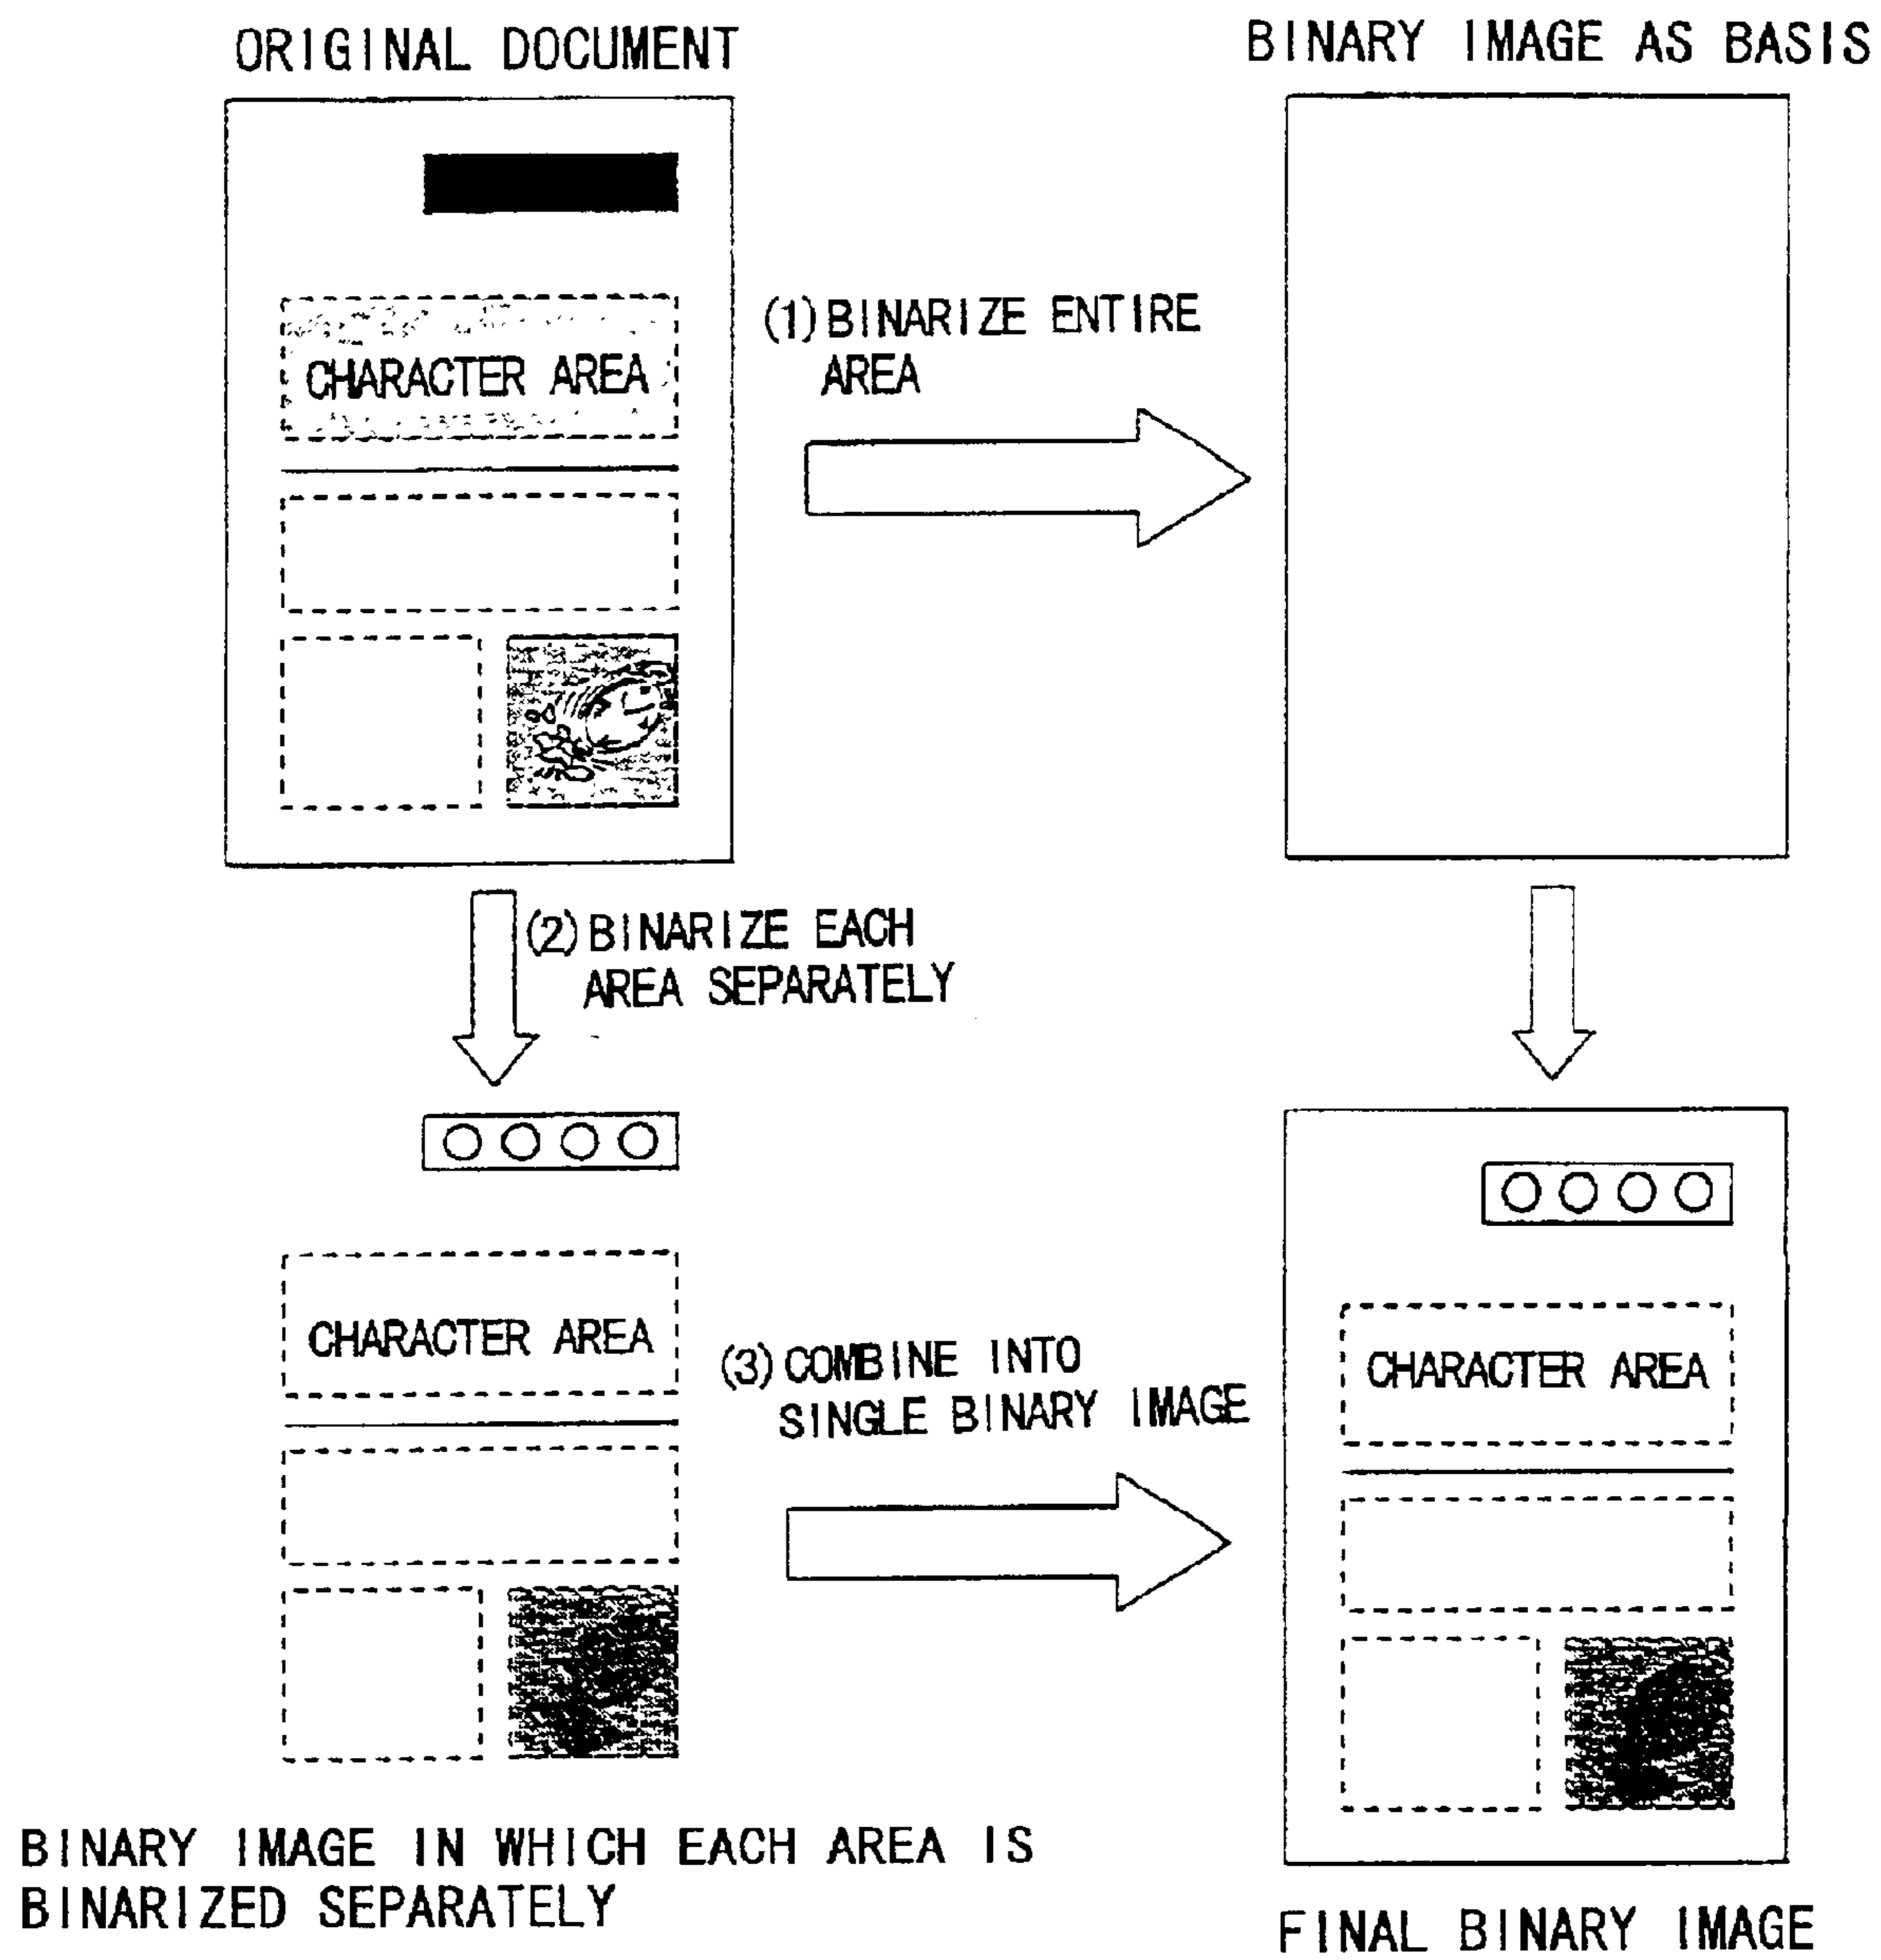 ORIGINAL DOCUMENT
BINARY IMAGE AS BASIS
CHARACTER AREA
(1) BINARIZE ENTIRE
AREA
(2) BINARIZE EACH
AREA SEPARATELY
CHARACTER AREA
(3) COMBINE INTO
SINGLE BINARY IMAGE
CHARACTER AREA
BINARY IMAGE IN WHICH EACH AREA IS
BINARIZED SEPARATELY
FINAL BINARY IMAGE